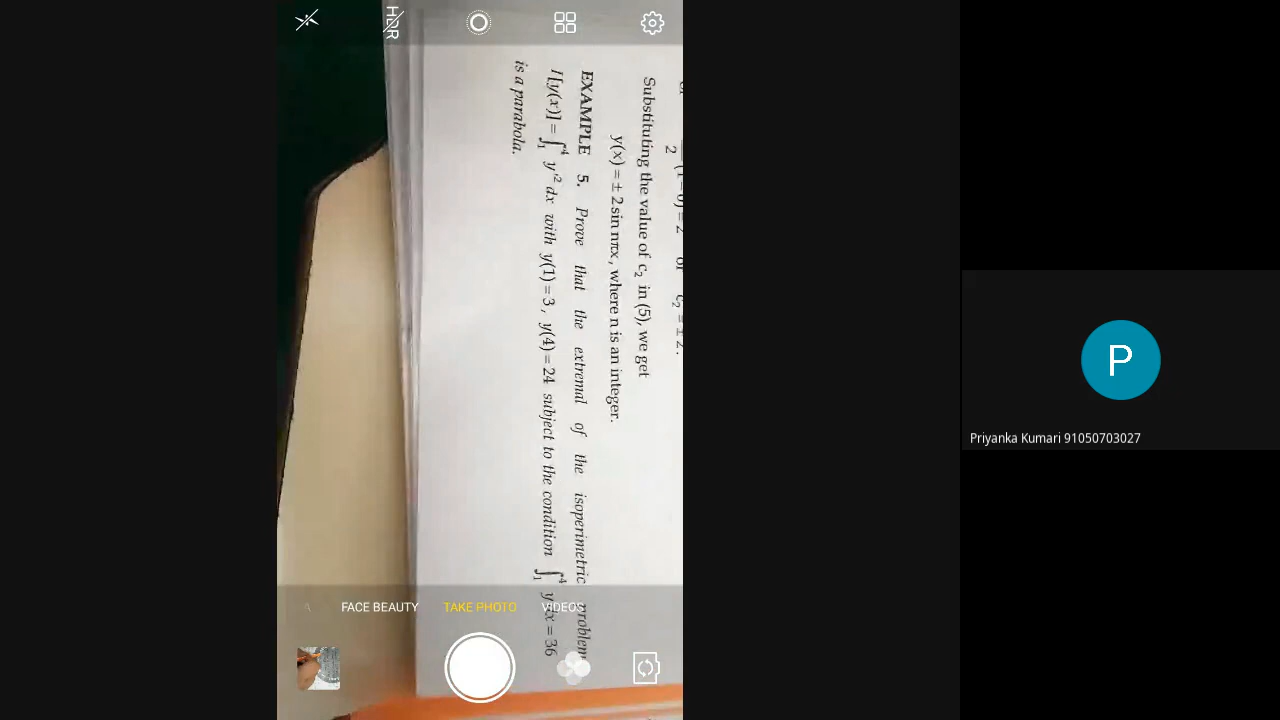 HDR
Substituting the value of c₂ in (5), we get
y(x) = ± 2 sin nπx, where n is an integer.
EXAMPLE 5. Prove that the extremal of the isoperimetric problem
I[y(x)] = ∫₁⁴ y'² dx with y(1) = 3, y(4) = 24 subject to the condition ∫₁⁴ y dx = 36
is a parabola.
FACE BEAUTY TAKE PHOTO VIDEOS
P
Priyanka Kumari 91050703027